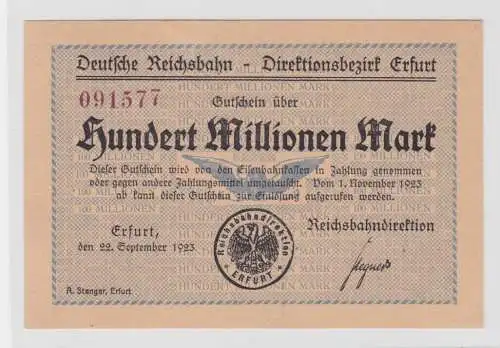 Deutsche Reichsbahn - Direktionsbezirk Erfurt
091577
Gutschein über
Hundert Millionen Mark
Dieser Gutschein wird von den Eisenbahnkassen in Zahlung genommen
oder gegen andere Zahlungsmittel umgetauscht. Vom 1. November 1923
ab kann dieser Gutschein zur Einlösung aufgerufen werden.
Erfurt,
den 22. September 1923
Reichsbahndirektion
ERFURT
Reichsbahndirektion
A. Stenger, Erfurt